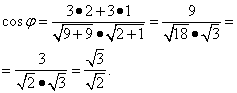 cos φ = (3•2+3•1)/(√(9+9)•√(2+1)) = 9/(√18•√3) =
= 3/(√2•√3) = √3/√2.